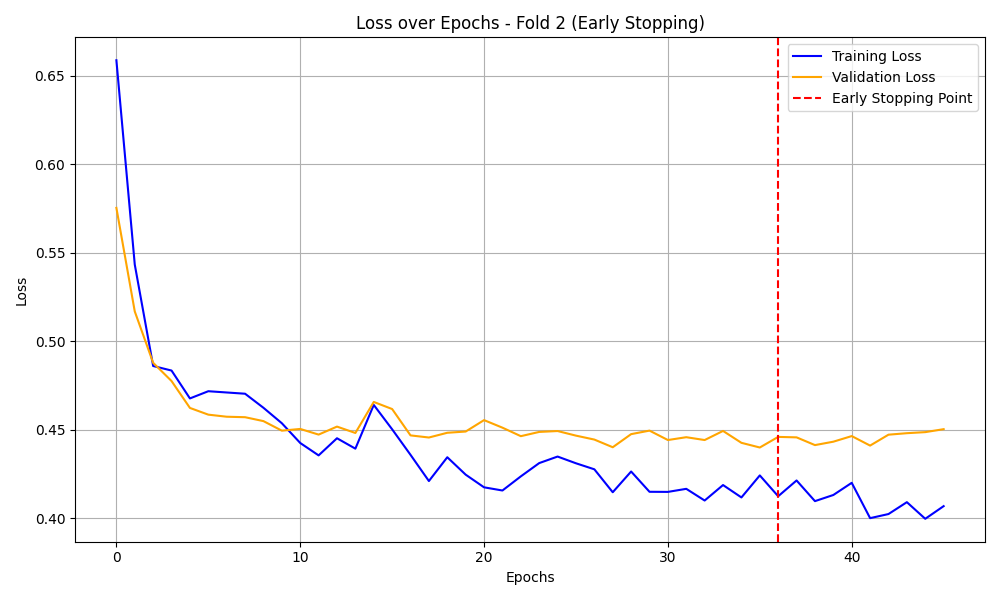 Loss over Epochs - Fold 2 (Early Stopping)
Training Loss
Validation Loss
Early Stopping Point
Loss
0.65
0.60
0.55
0.50
0.45
0.40
0 10 20 30 40
Epochs